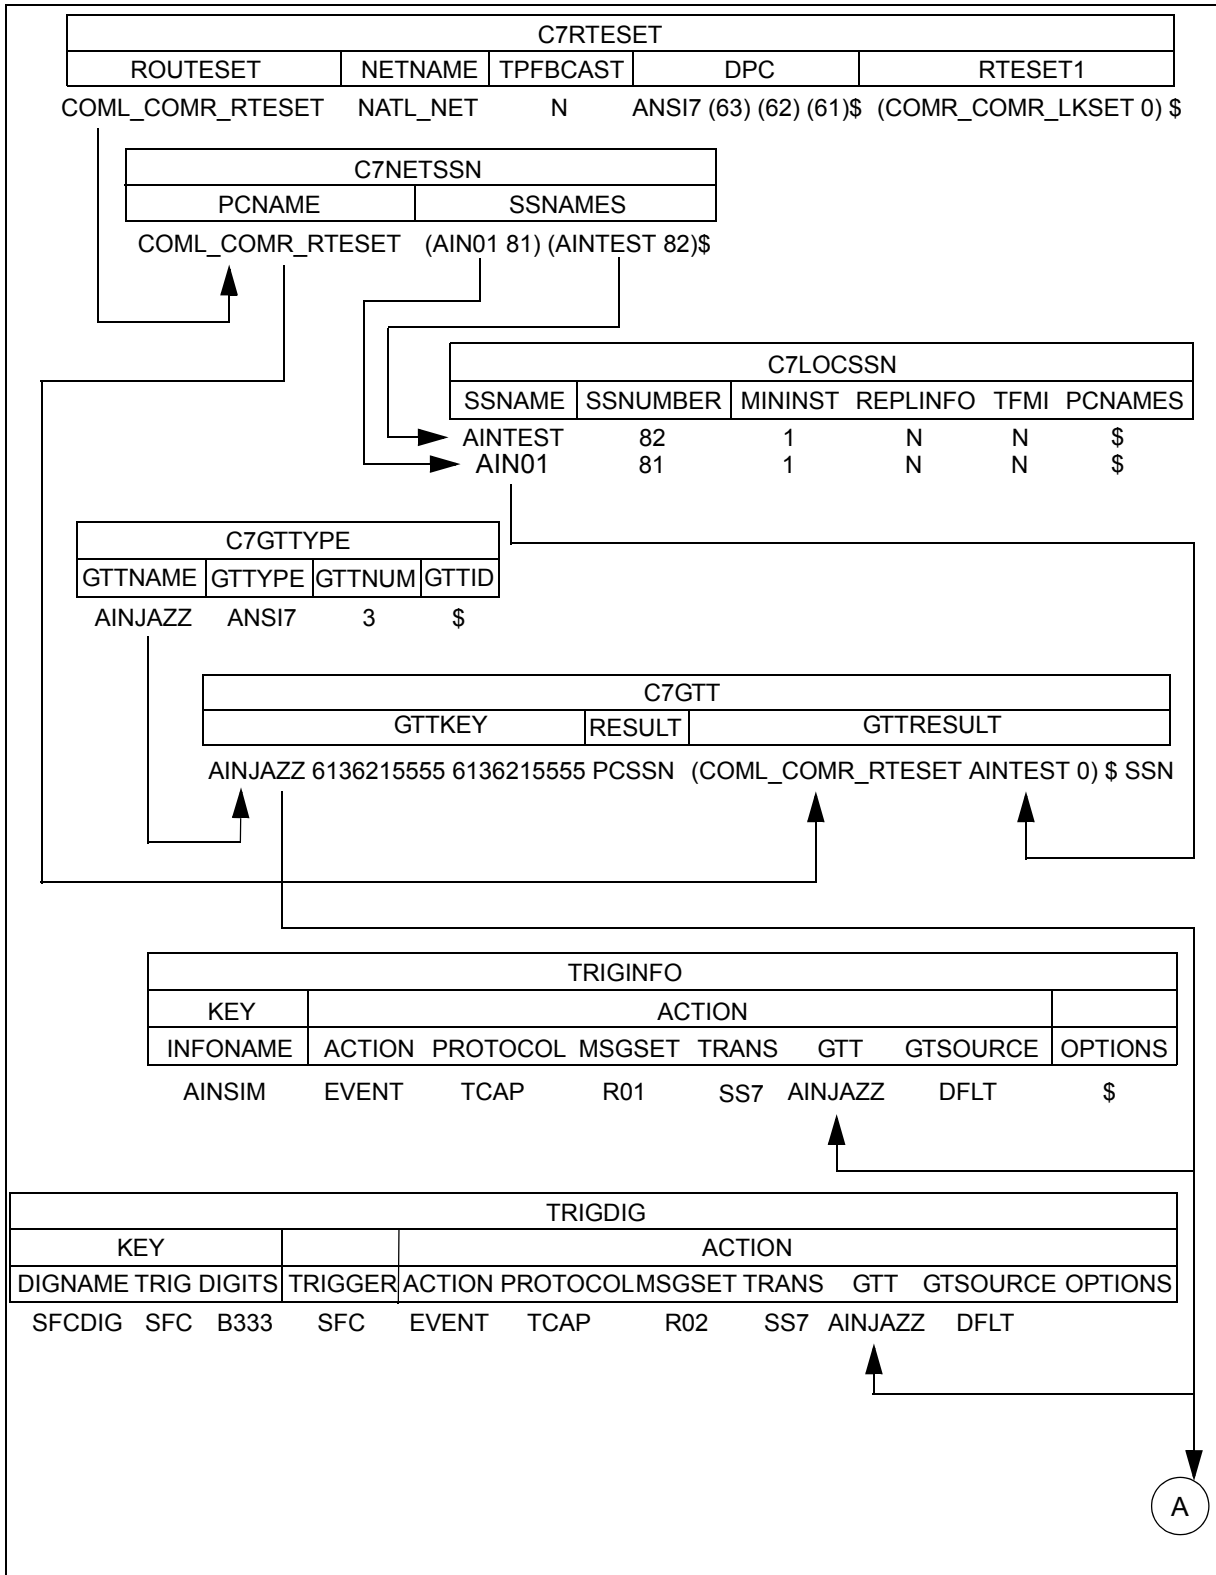 C7RTESET
ROUTESET NETNAME TPFBCAST DPC RTESET1
COML_COMR_RTESET NATL_NET N ANSI7 (63) (62) (61)$ (COMR_COMR_LKSET 0) $
C7NETSSN
PCNAME SSNAMES
COML_COMR_RTESET (AIN01 81) (AINTEST 82)$
C7LOCSSN
SSNAME SSNUMBER MININST REPLINFO TFMI PCNAMES
AINTEST 82 1 N N $
AIN01 81 1 N N $
C7GTTYPE
GTTNAME GTTYPE GTTNUM GTTID
AINJAZZ ANSI7 3 $
C7GTT
GTTKEY RESULT GTTRESULT
AINJAZZ 6136215555 6136215555 PCSSN (COML_COMR_RTESET AINTEST 0) $ SSN
TRIGINFO
KEY ACTION
INFONAME ACTION PROTOCOL MSGSET TRANS GTT GTSOURCE OPTIONS
AINSIM EVENT TCAP R01 SS7 AINJAZZ DFLT $
TRIGDIG
KEY ACTION
DIGNAME TRIG DIGITS TRIGGER ACTION PROTOCOL MSGSET TRANS GTT GTSOURCE OPTIONS
SFCDIG SFC B333 SFC EVENT TCAP R02 SS7 AINJAZZ DFLT
A